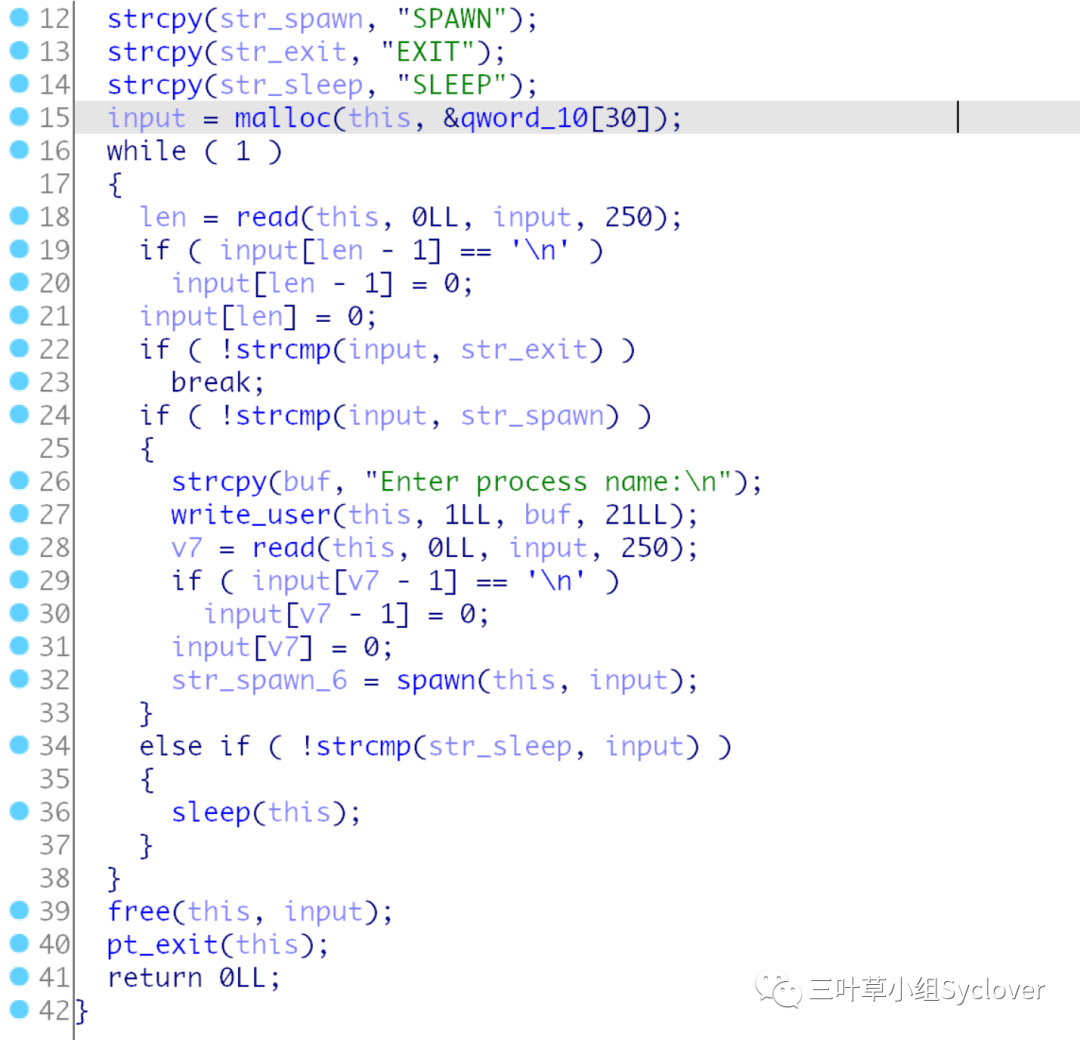 12 strcpy(str_spawn, "SPAWN");
13 strcpy(str_exit, "EXIT");
14 strcpy(str_sleep, "SLEEP");
15 input = malloc(this, &qword_10[30]);
16 while ( 1 )
17 {
18 len = read(this, 0LL, input, 250);
19 if ( input[len - 1] == '\n' )
20 input[len - 1] = 0;
21 input[len] = 0;
22 if ( !strcmp(input, str_exit) )
23 break;
24 if ( !strcmp(input, str_spawn) )
25 {
26 strcpy(buf, "Enter process name:\n");
27 write_user(this, 1LL, buf, 21LL);
28 v7 = read(this, 0LL, input, 250);
29 if ( input[v7 - 1] == '\n' )
30 input[v7 - 1] = 0;
31 input[v7] = 0;
32 str_spawn_6 = spawn(this, input);
33 }
34 else if ( !strcmp(str_sleep, input) )
35 {
36 sleep(this);
37 }
38 }
39 free(this, input);
40 pt_exit(this);
41 return 0LL;
42 }
三叶草小组Syclover